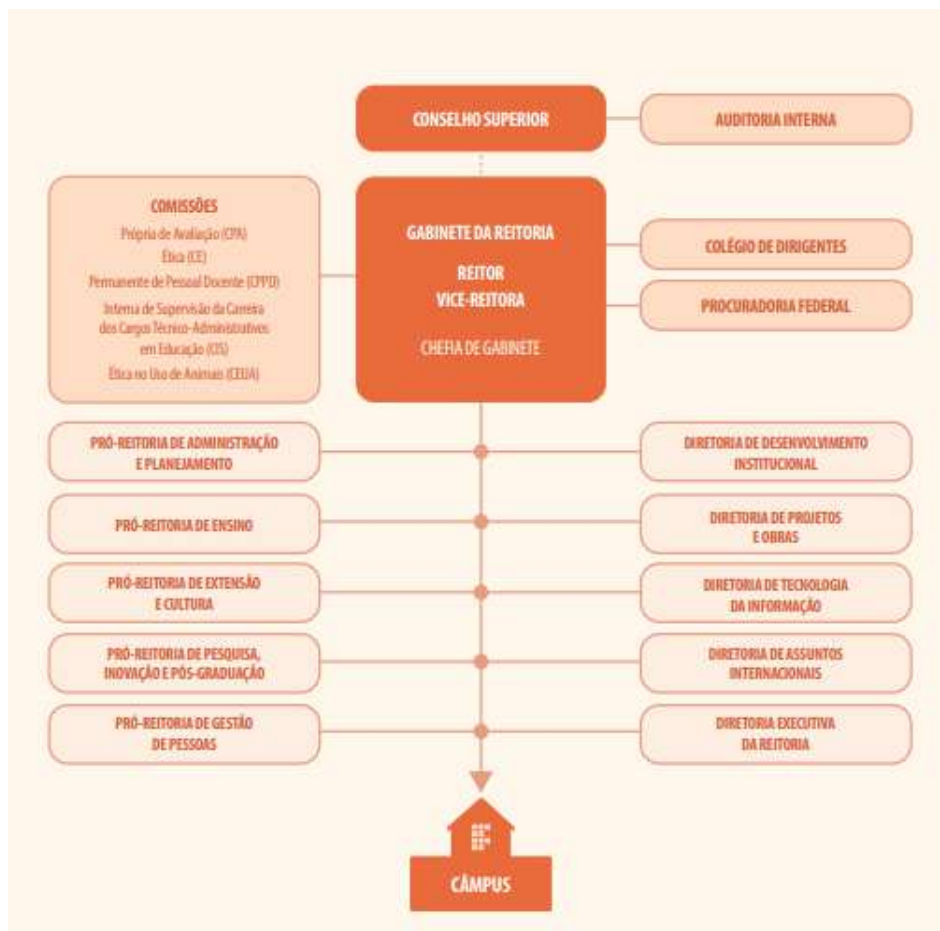 CONSELHO SUPERIOR
AUDITORIA INTERNA
COMISSÕES
Própria de Avaliação (CPA)
Ética (CE)
Permanente de Pessoal Docente (CPPD)
Interna de Supervisão da Carreira
dos Cargos Técnico-Administrativos
em Educação (CIS)
Ética no Uso de Animais (CEUA)
GABINETE DA REITORIA
REITOR
VICE-REITORA
CHEFIA DE GABINETE
COLÉGIO DE DIRIGENTES
PROCURADORIA FEDERAL
PRÓ-REITORIA DE ADMINISTRAÇÃO
E PLANEJAMENTO
DIRETORIA DE DESENVOLVIMENTO
INSTITUCIONAL
PRÓ-REITORIA DE ENSINO
DIRETORIA DE PROJETOS
E OBRAS
PRÓ-REITORIA DE EXTENSÃO
E CULTURA
DIRETORIA DE TECNOLOGIA
DA INFORMAÇÃO
PRÓ-REITORIA DE PESQUISA,
INOVAÇÃO E PÓS-GRADUAÇÃO
DIRETORIA DE ASSUNTOS
INTERNACIONAIS
PRÓ-REITORIA DE GESTÃO
DE PESSOAS
DIRETORIA EXECUTIVA
DA REITORIA
CÂMPUS